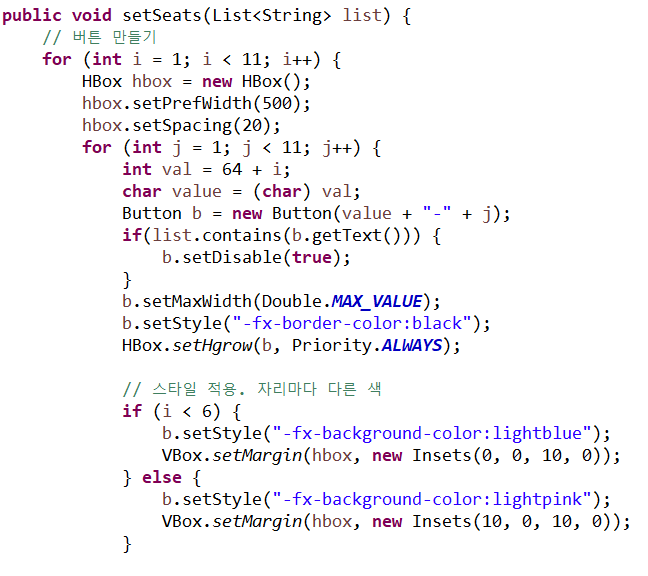 public void setSeats(List<String> list) {
// 버튼 만들기
for (int i = 1; i < 11; i++) {
HBox hbox = new HBox();
hbox.setPrefWidth(500);
hbox.setSpacing(20);
for (int j = 1; j < 11; j++) {
int val = 64 + i;
char value = (char) val;
Button b = new Button(value + "-" + j);
if(list.contains(b.getText())) {
b.setDisable(true);
}
b.setMaxWidth(Double.MAX_VALUE);
b.setStyle("-fx-border-color:black");
HBox.setHgrow(b, Priority.ALWAYS);
// 스타일 적용. 자리마다 다른 색
if (i < 6) {
b.setStyle("-fx-background-color:lightblue");
VBox.setMargin(hbox, new Insets(0, 0, 10, 0));
} else {
b.setStyle("-fx-background-color:lightpink");
VBox.setMargin(hbox, new Insets(10, 0, 10, 0));
}